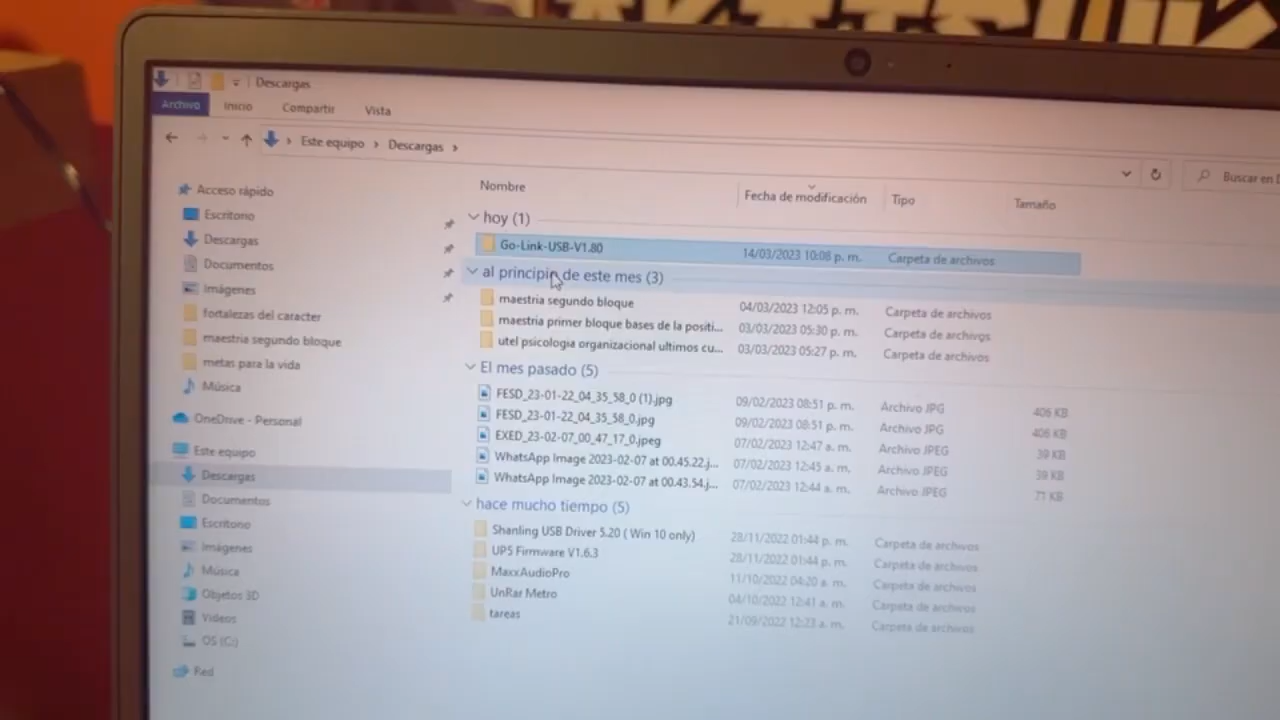 Descargas
Archivo Inicio Compartir Vista
Este equipo > Descargas >
Buscar en D
Nombre Fecha de modificación Tipo Tamaño
Acceso rápido
Escritorio
Descargas
Documentos
Imágenes
fortalezas del caracter
maestria segundo bloque
metas para la vida
Música
OneDrive - Personal
Este equipo
Descargas
Documentos
Escritorio
Imágenes
Música
Objetos 3D
Vídeos
OS (C:)
Red
hoy (1)
Go-Link-USB-V1.80 14/03/2023 10:08 p. m. Carpeta de archivos
al principio de este mes (3)
maestria segundo bloque 04/03/2023 12:05 p. m. Carpeta de archivos
maestria primer bloque bases de la positi... 03/03/2023 05:30 p. m. Carpeta de archivos
utel psicologia organizacional ultimos cu... 03/03/2023 05:27 p. m. Carpeta de archivos
El mes pasado (5)
FESD_23-01-22_04_35_58_0 (1).jpg 09/02/2023 08:51 p. m. Archivo JPG 406 KB
FESD_23-01-22_04_35_58_0.jpg 09/02/2023 08:51 p. m. Archivo JPG 406 KB
EXED_23-02-07_00_47_17_0.jpeg 07/02/2023 12:47 a. m. Archivo JPEG 39 KB
WhatsApp Image 2023-02-07 at 00.45.22.j... 07/02/2023 12:45 a. m. Archivo JPEG 39 KB
WhatsApp Image 2023-02-07 at 00.43.54.j... 07/02/2023 12:44 a. m. Archivo JPEG 71 KB
hace mucho tiempo (5)
Shanling USB Driver 5.20 ( Win 10 only) 28/11/2022 01:44 p. m. Carpeta de archivos
UP5 Firmware V1.6.3 28/11/2022 01:44 p. m. Carpeta de archivos
MaxxAudioPro 11/10/2022 04:20 a. m. Carpeta de archivos
UnRar Metro 04/10/2022 12:41 a. m. Carpeta de archivos
tareas 21/09/2022 12:23 a. m. Carpeta de archivos